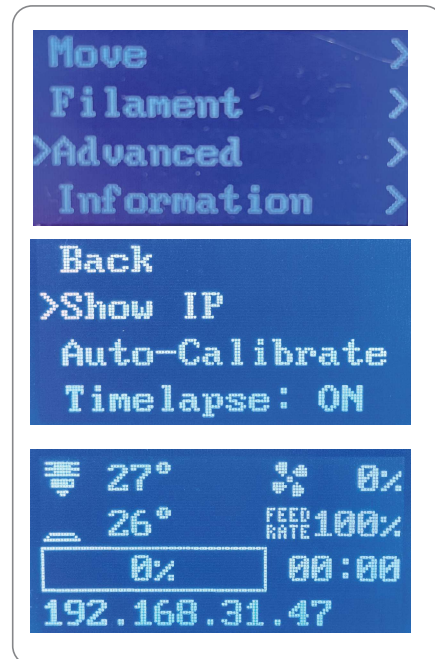 Move >
Filament >
>Advanced >
Information >
Back
>Show IP
Auto-Calibrate
Timelapse: ON
27° 0%
26° FEED RATE 100%
0% 00:00
192.168.31.47